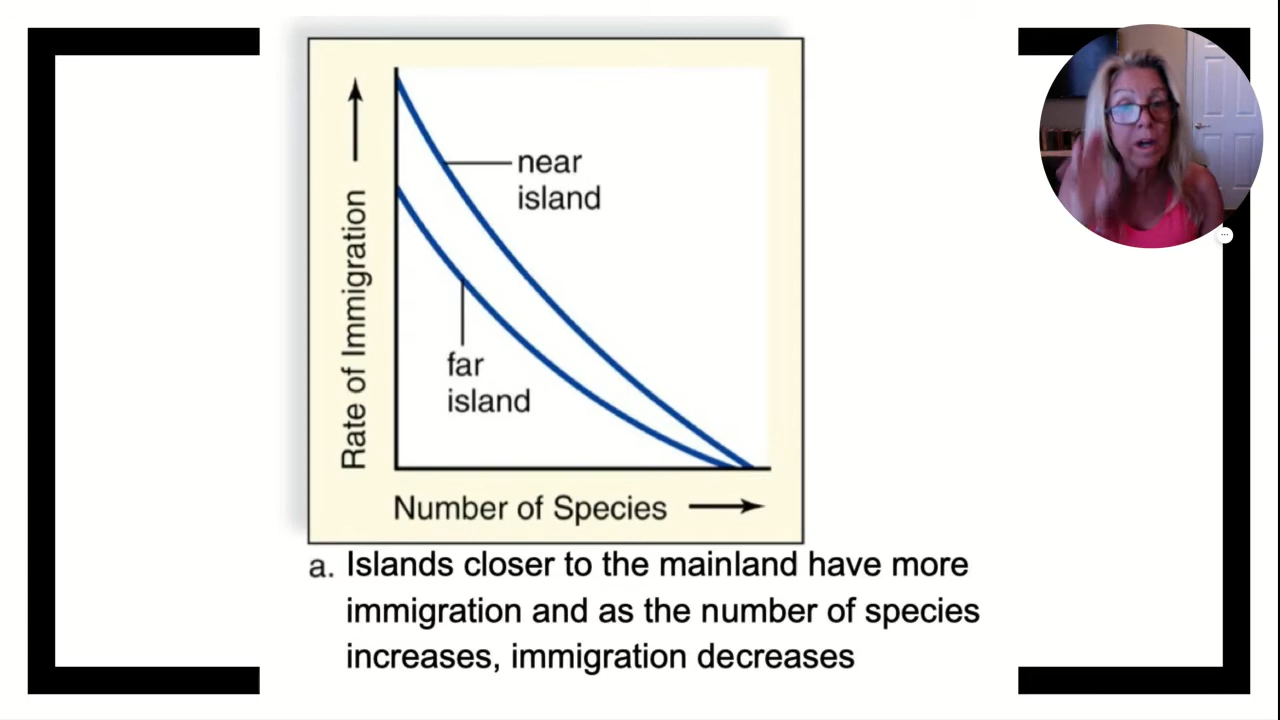 near
island
far
island
Rate of Immigration
Number of Species
a. Islands closer to the mainland have more
immigration and as the number of species
increases, immigration decreases